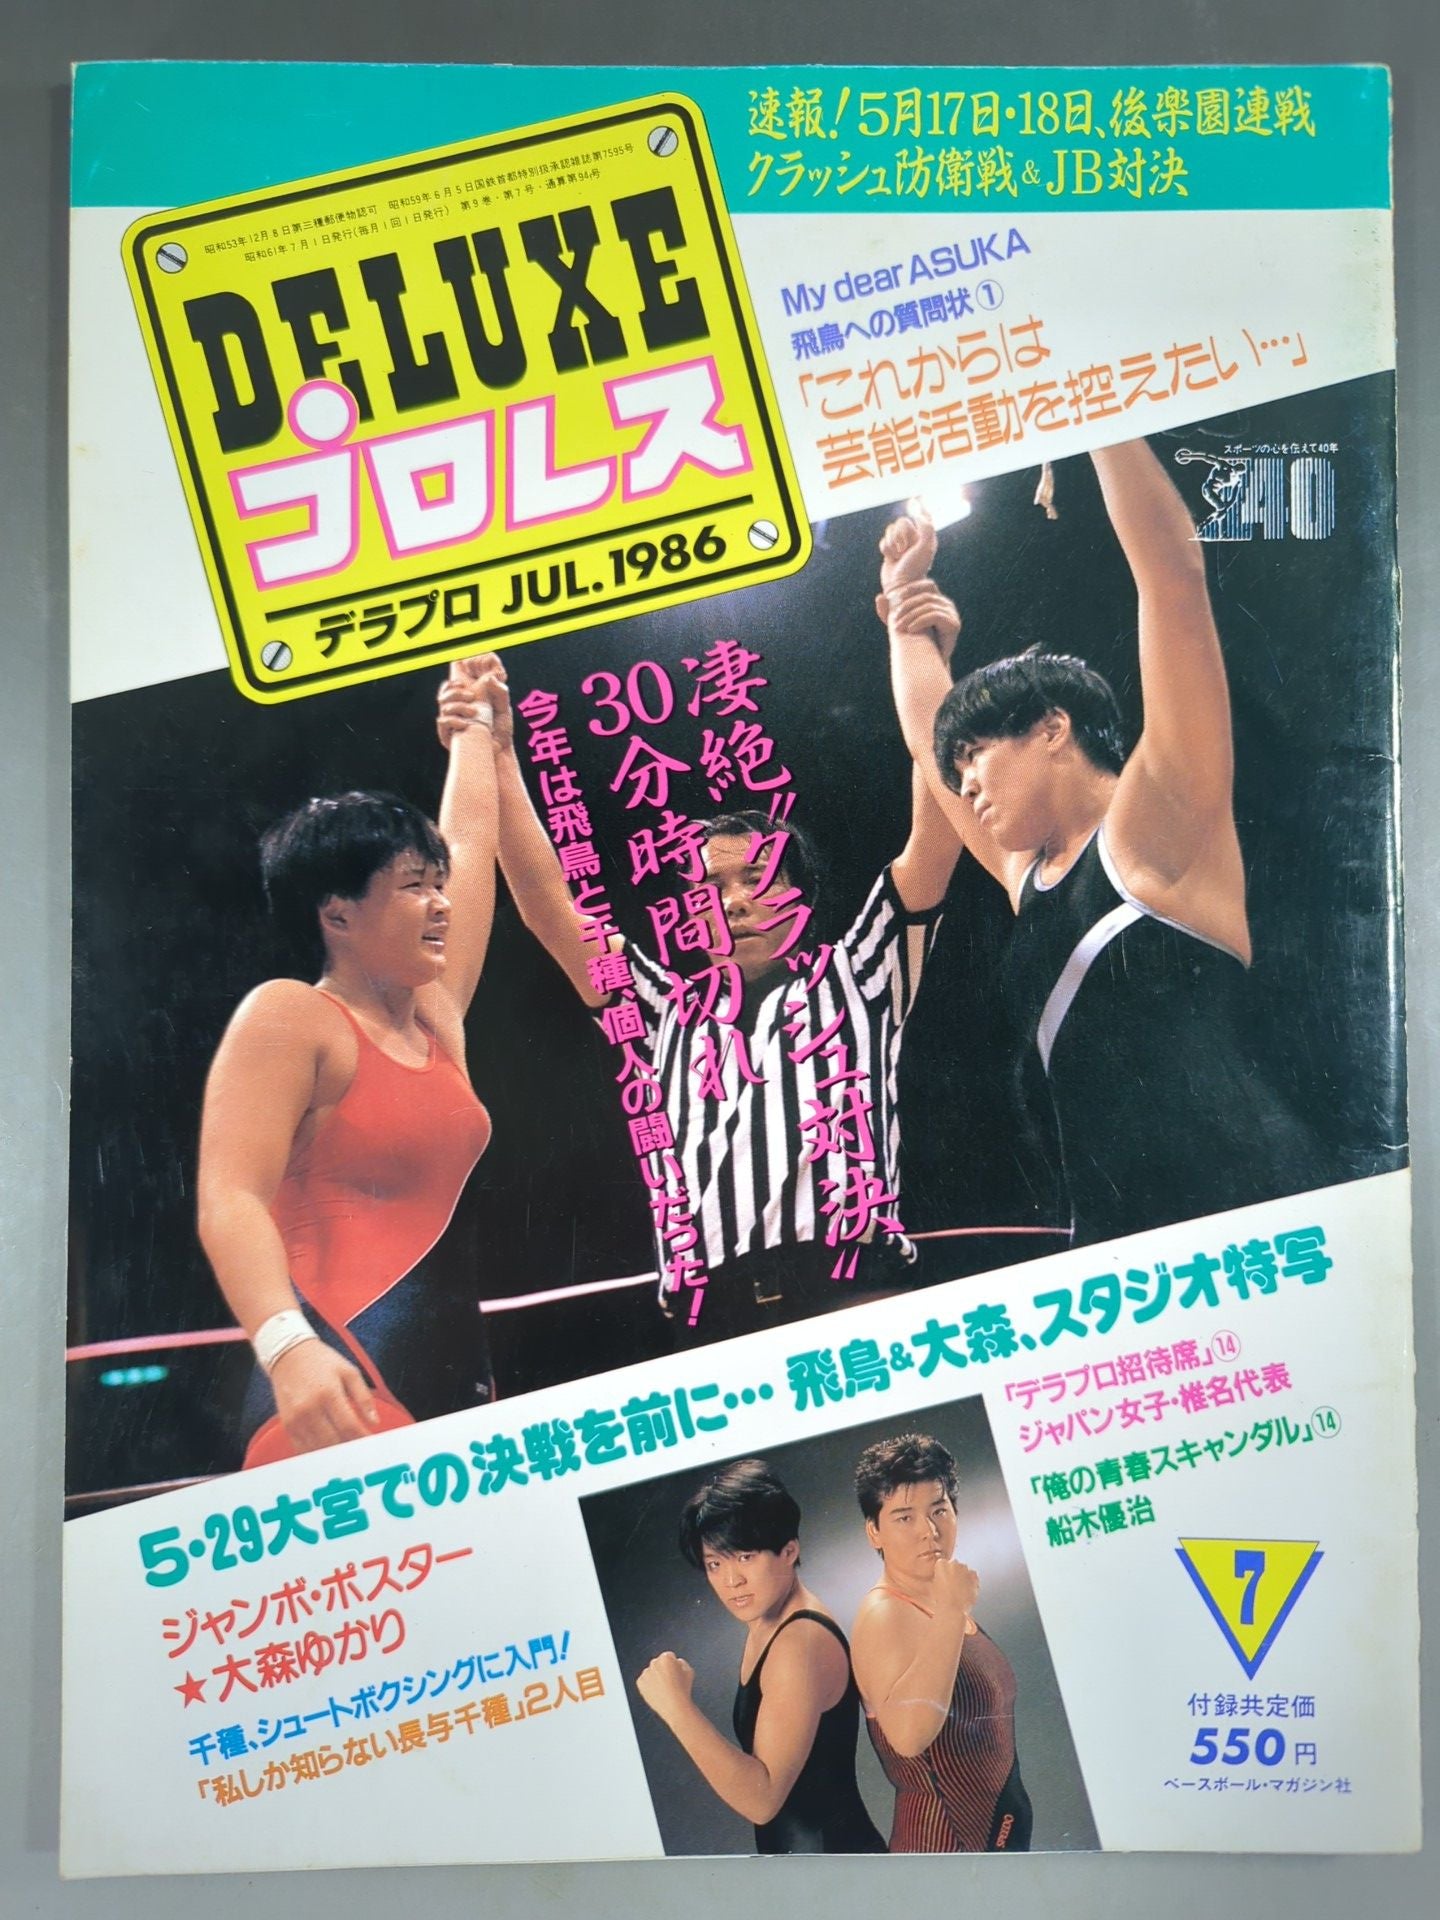 速報!5月17日・18日、後楽園連戦
クラッシュ防衛戦&JB対決
昭和53年12月8日第三種郵便物認可 昭和59年6月5日国鉄首都特別扱承認雑誌第7595号
昭和61年7月1日発行(毎月1回1日発行) 第9巻・第7号・通算第94号
DELUXE
プロレス
デラプロ JUL.1986
My dear ASUKA
飛鳥への質問状①
「これからは
芸能活動を控えたい…」
スポーツの心を伝えて40年
40
凄絶"クラッシュ対決"
30分時間切れ
今年は飛鳥と千種、個人の闘いだった!
5・29大宮での決戦を前に… 飛鳥&大森、スタジオ特写
ジャンボ・ポスター
★大森ゆかり
千種、シュートボクシングに入門!
「私しか知らない長与千種」2人目
「デラプロ招待席」⑭
ジャパン女子・椎名代表
「俺の青春スキャンダル」⑭
船木優治
SPEEDO
7
付録共定価
550円
ベースボール・マガジン社